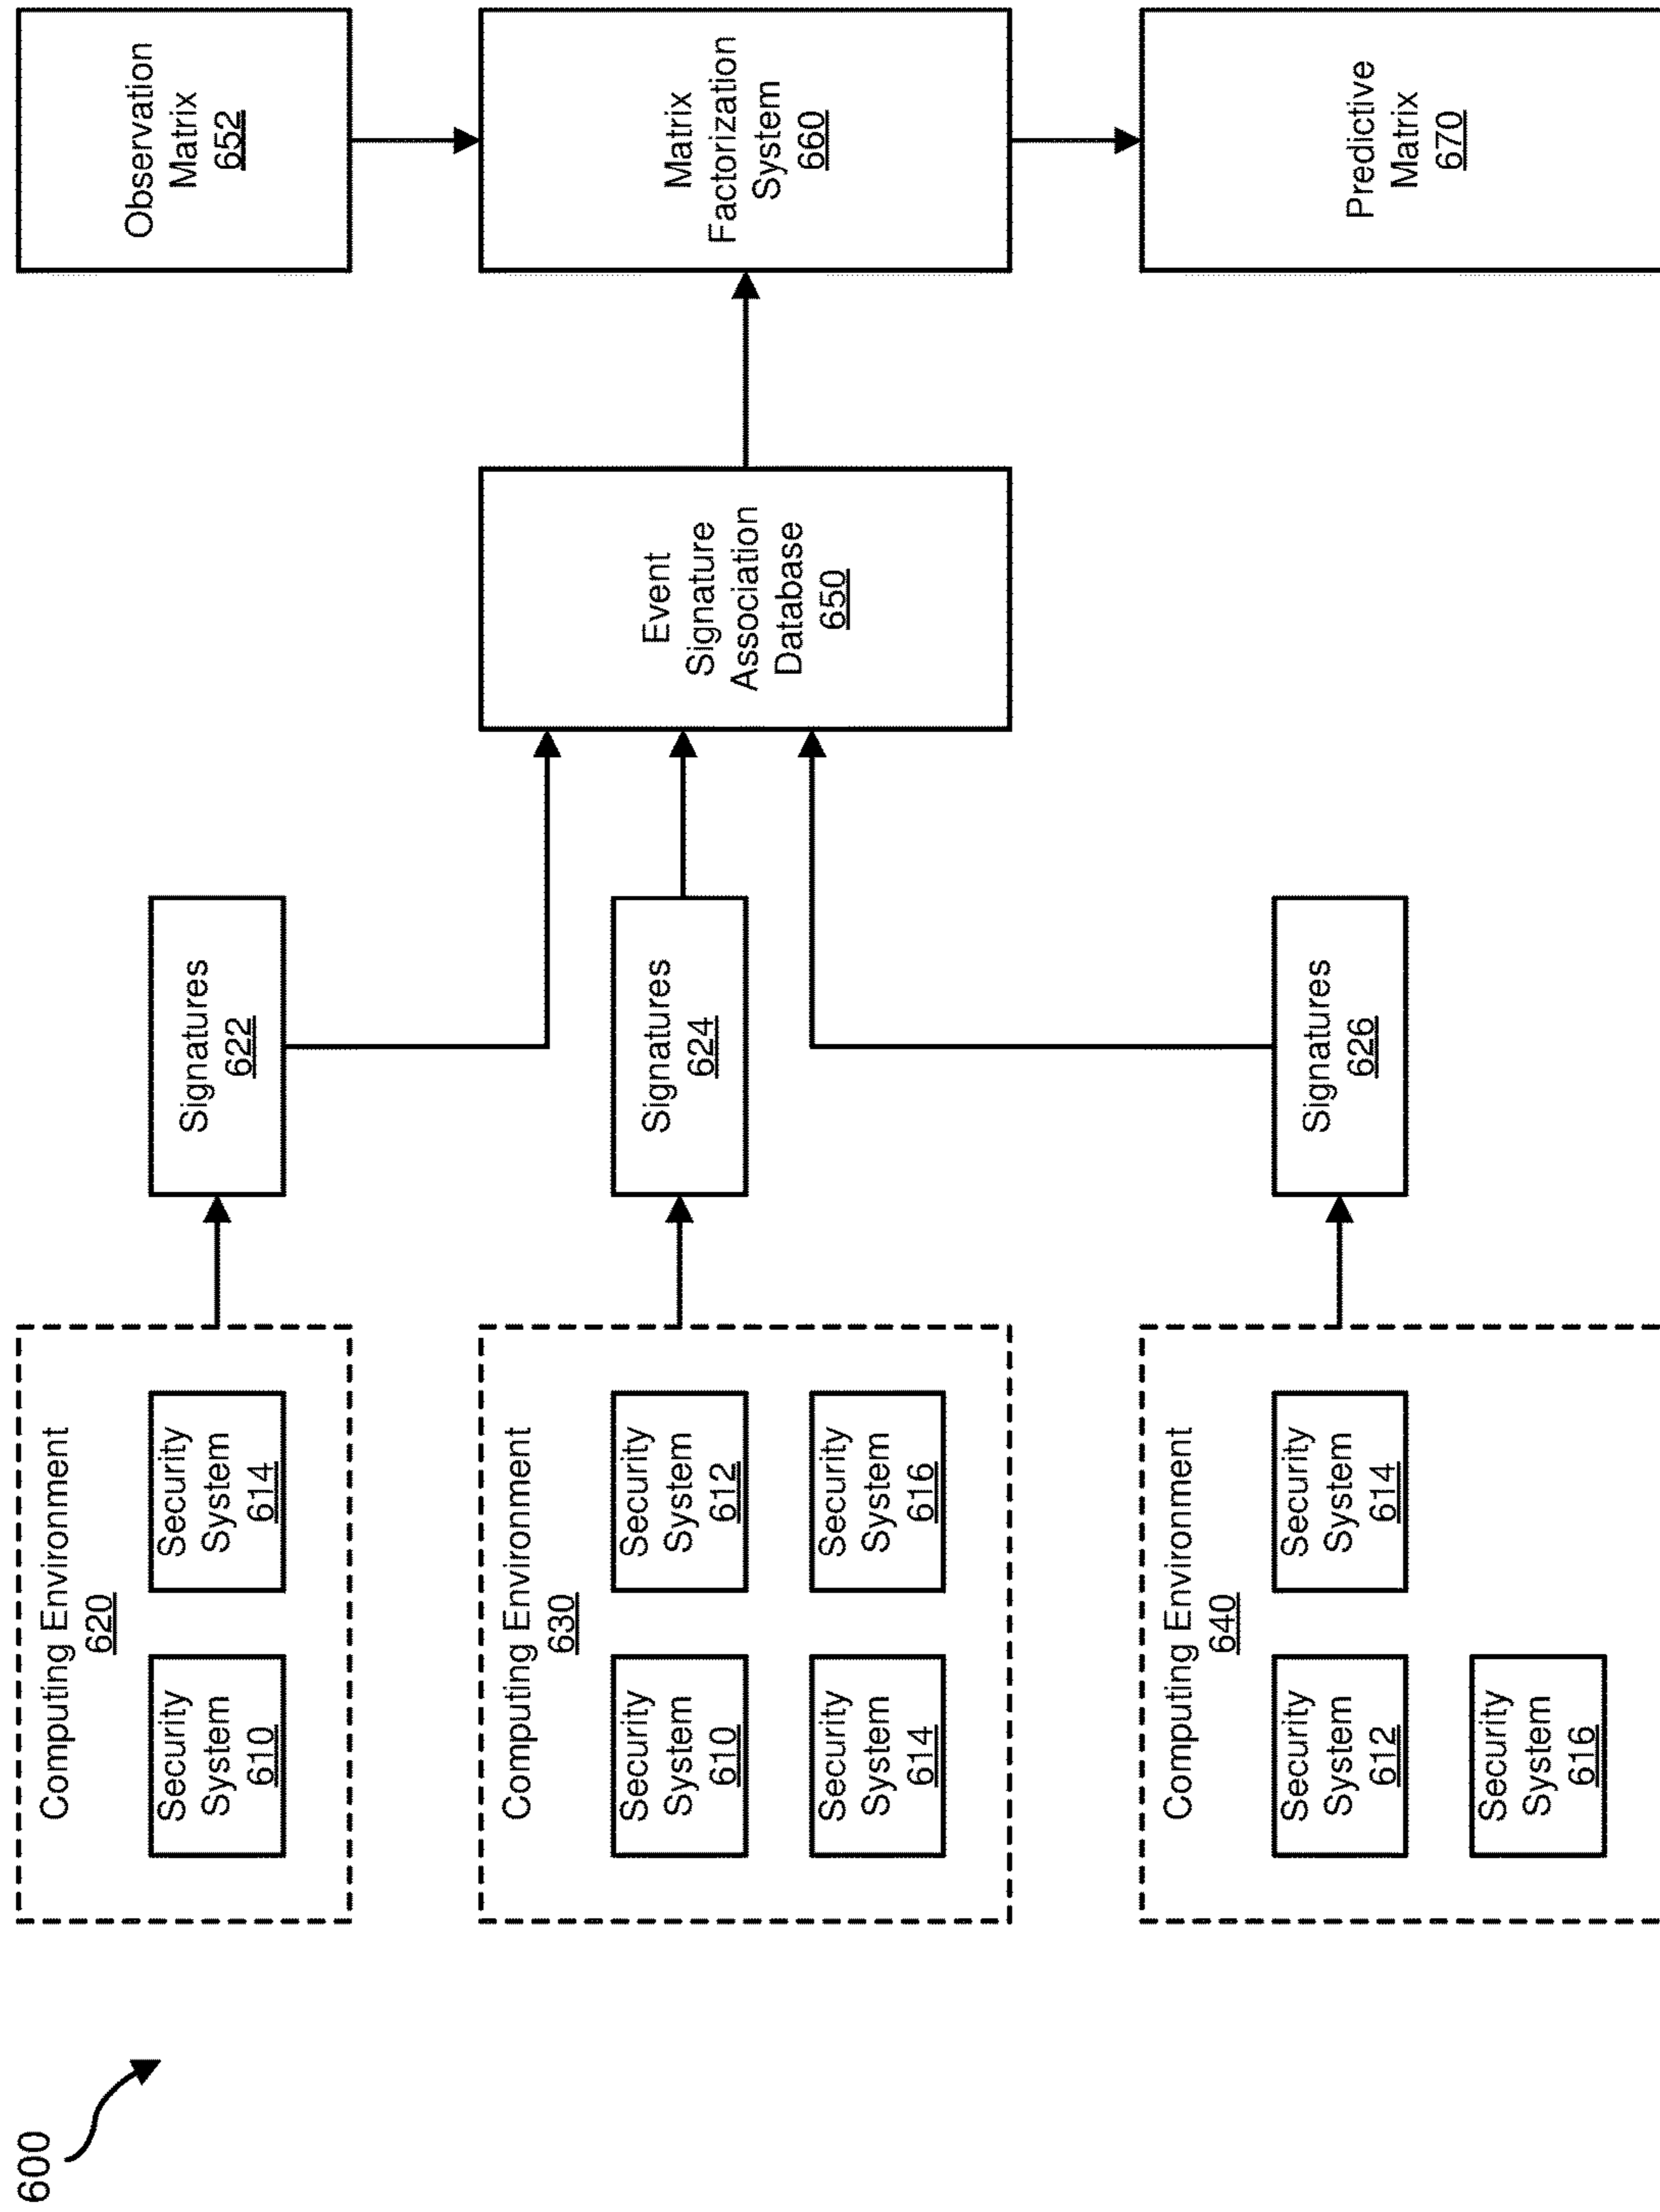 600
Computing Environment
620
Security
System
610
Security
System
614
Signatures
622
Observation
Matrix
652
Computing Environment
630
Security
System
610
Security
System
612
Security
System
614
Security
System
616
Signatures
624
Event
Signature
Association
Database
650
Matrix
Factorization
System
660
Computing Environment
640
Security
System
612
Security
System
614
Security
System
616
Signatures
626
Predictive
Matrix
670